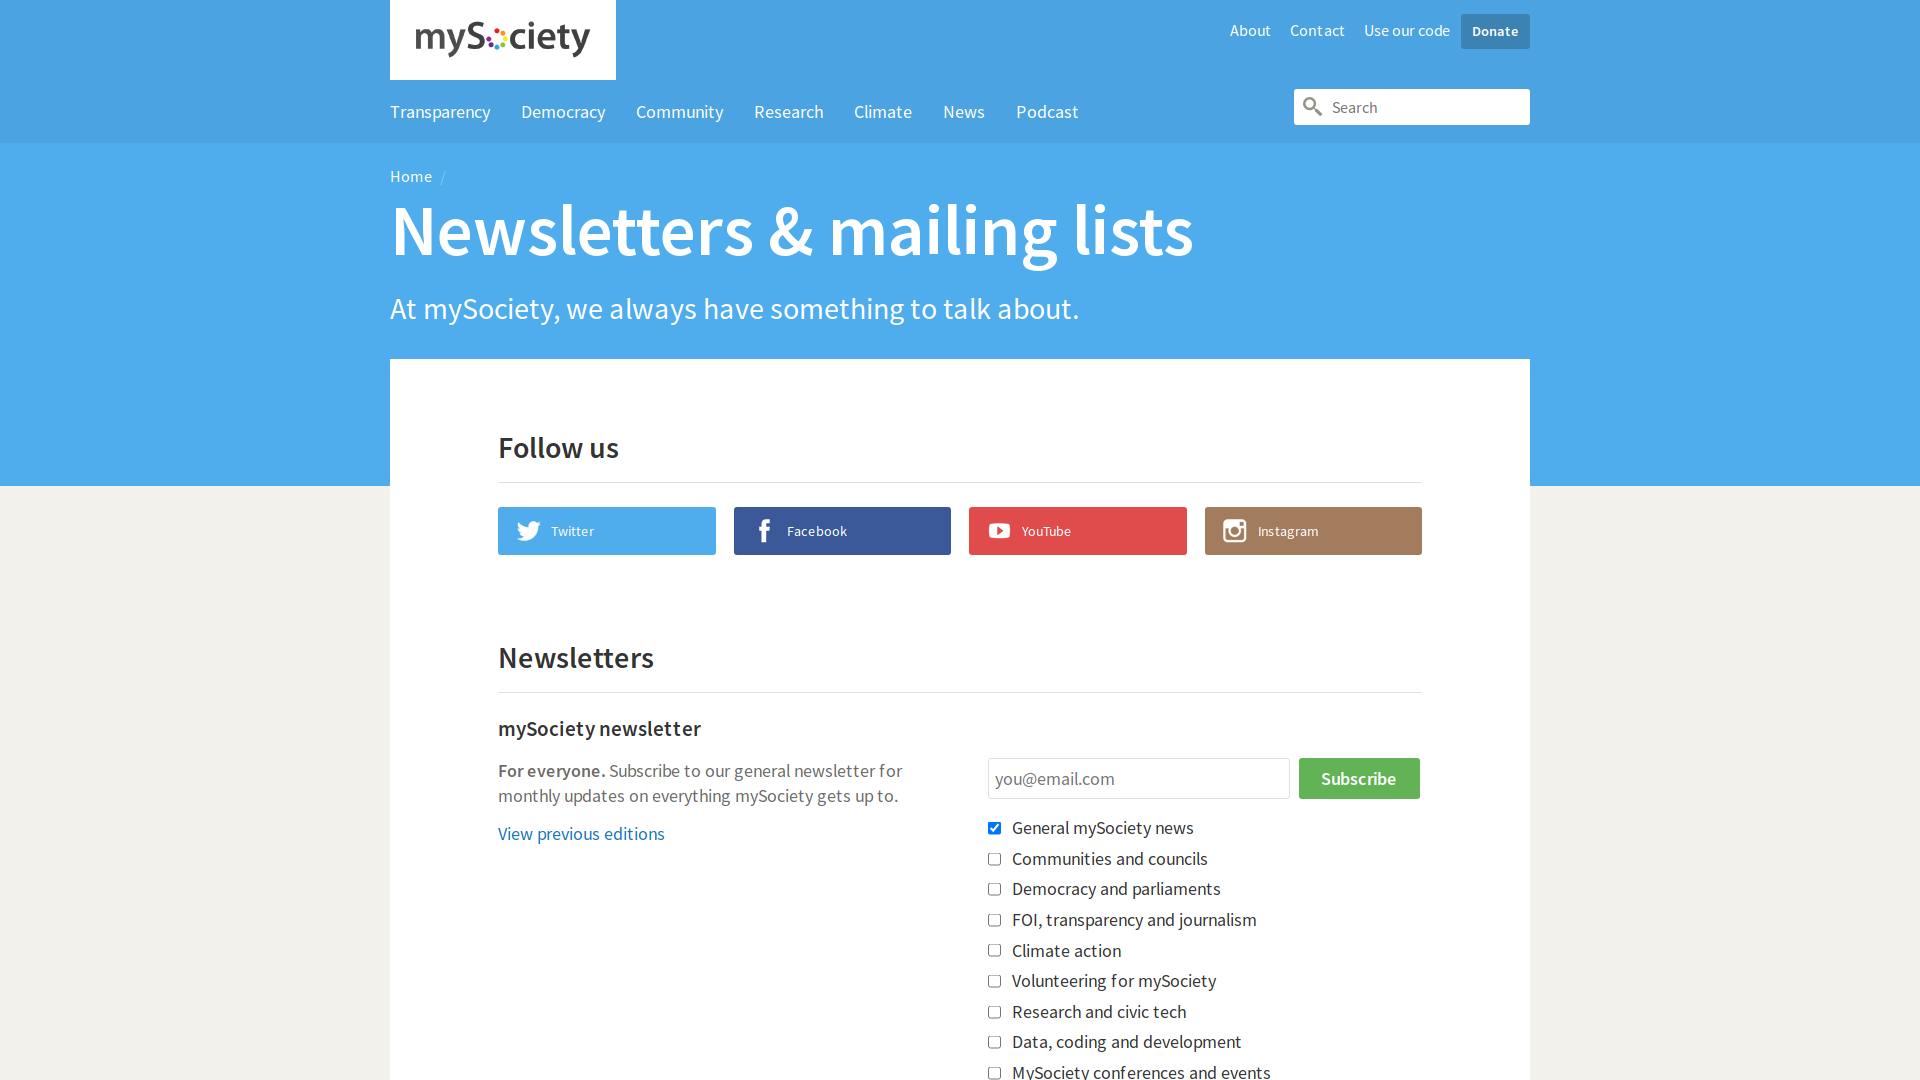 mySociety
About
Contact
Use our code
Donate
Transparency
Democracy
Community
Research
Climate
News
Podcast
Search
Home /
Newsletters & mailing lists
At mySociety, we always have something to talk about.
Follow us
Twitter
Facebook
YouTube
Instagram
Newsletters
mySociety newsletter
For everyone. Subscribe to our general newsletter for
monthly updates on everything mySociety gets up to.
View previous editions
you@email.com
Subscribe
General mySociety news
Communities and councils
Democracy and parliaments
FOI, transparency and journalism
Climate action
Volunteering for mySociety
Research and civic tech
Data, coding and development
MySociety conferences and events